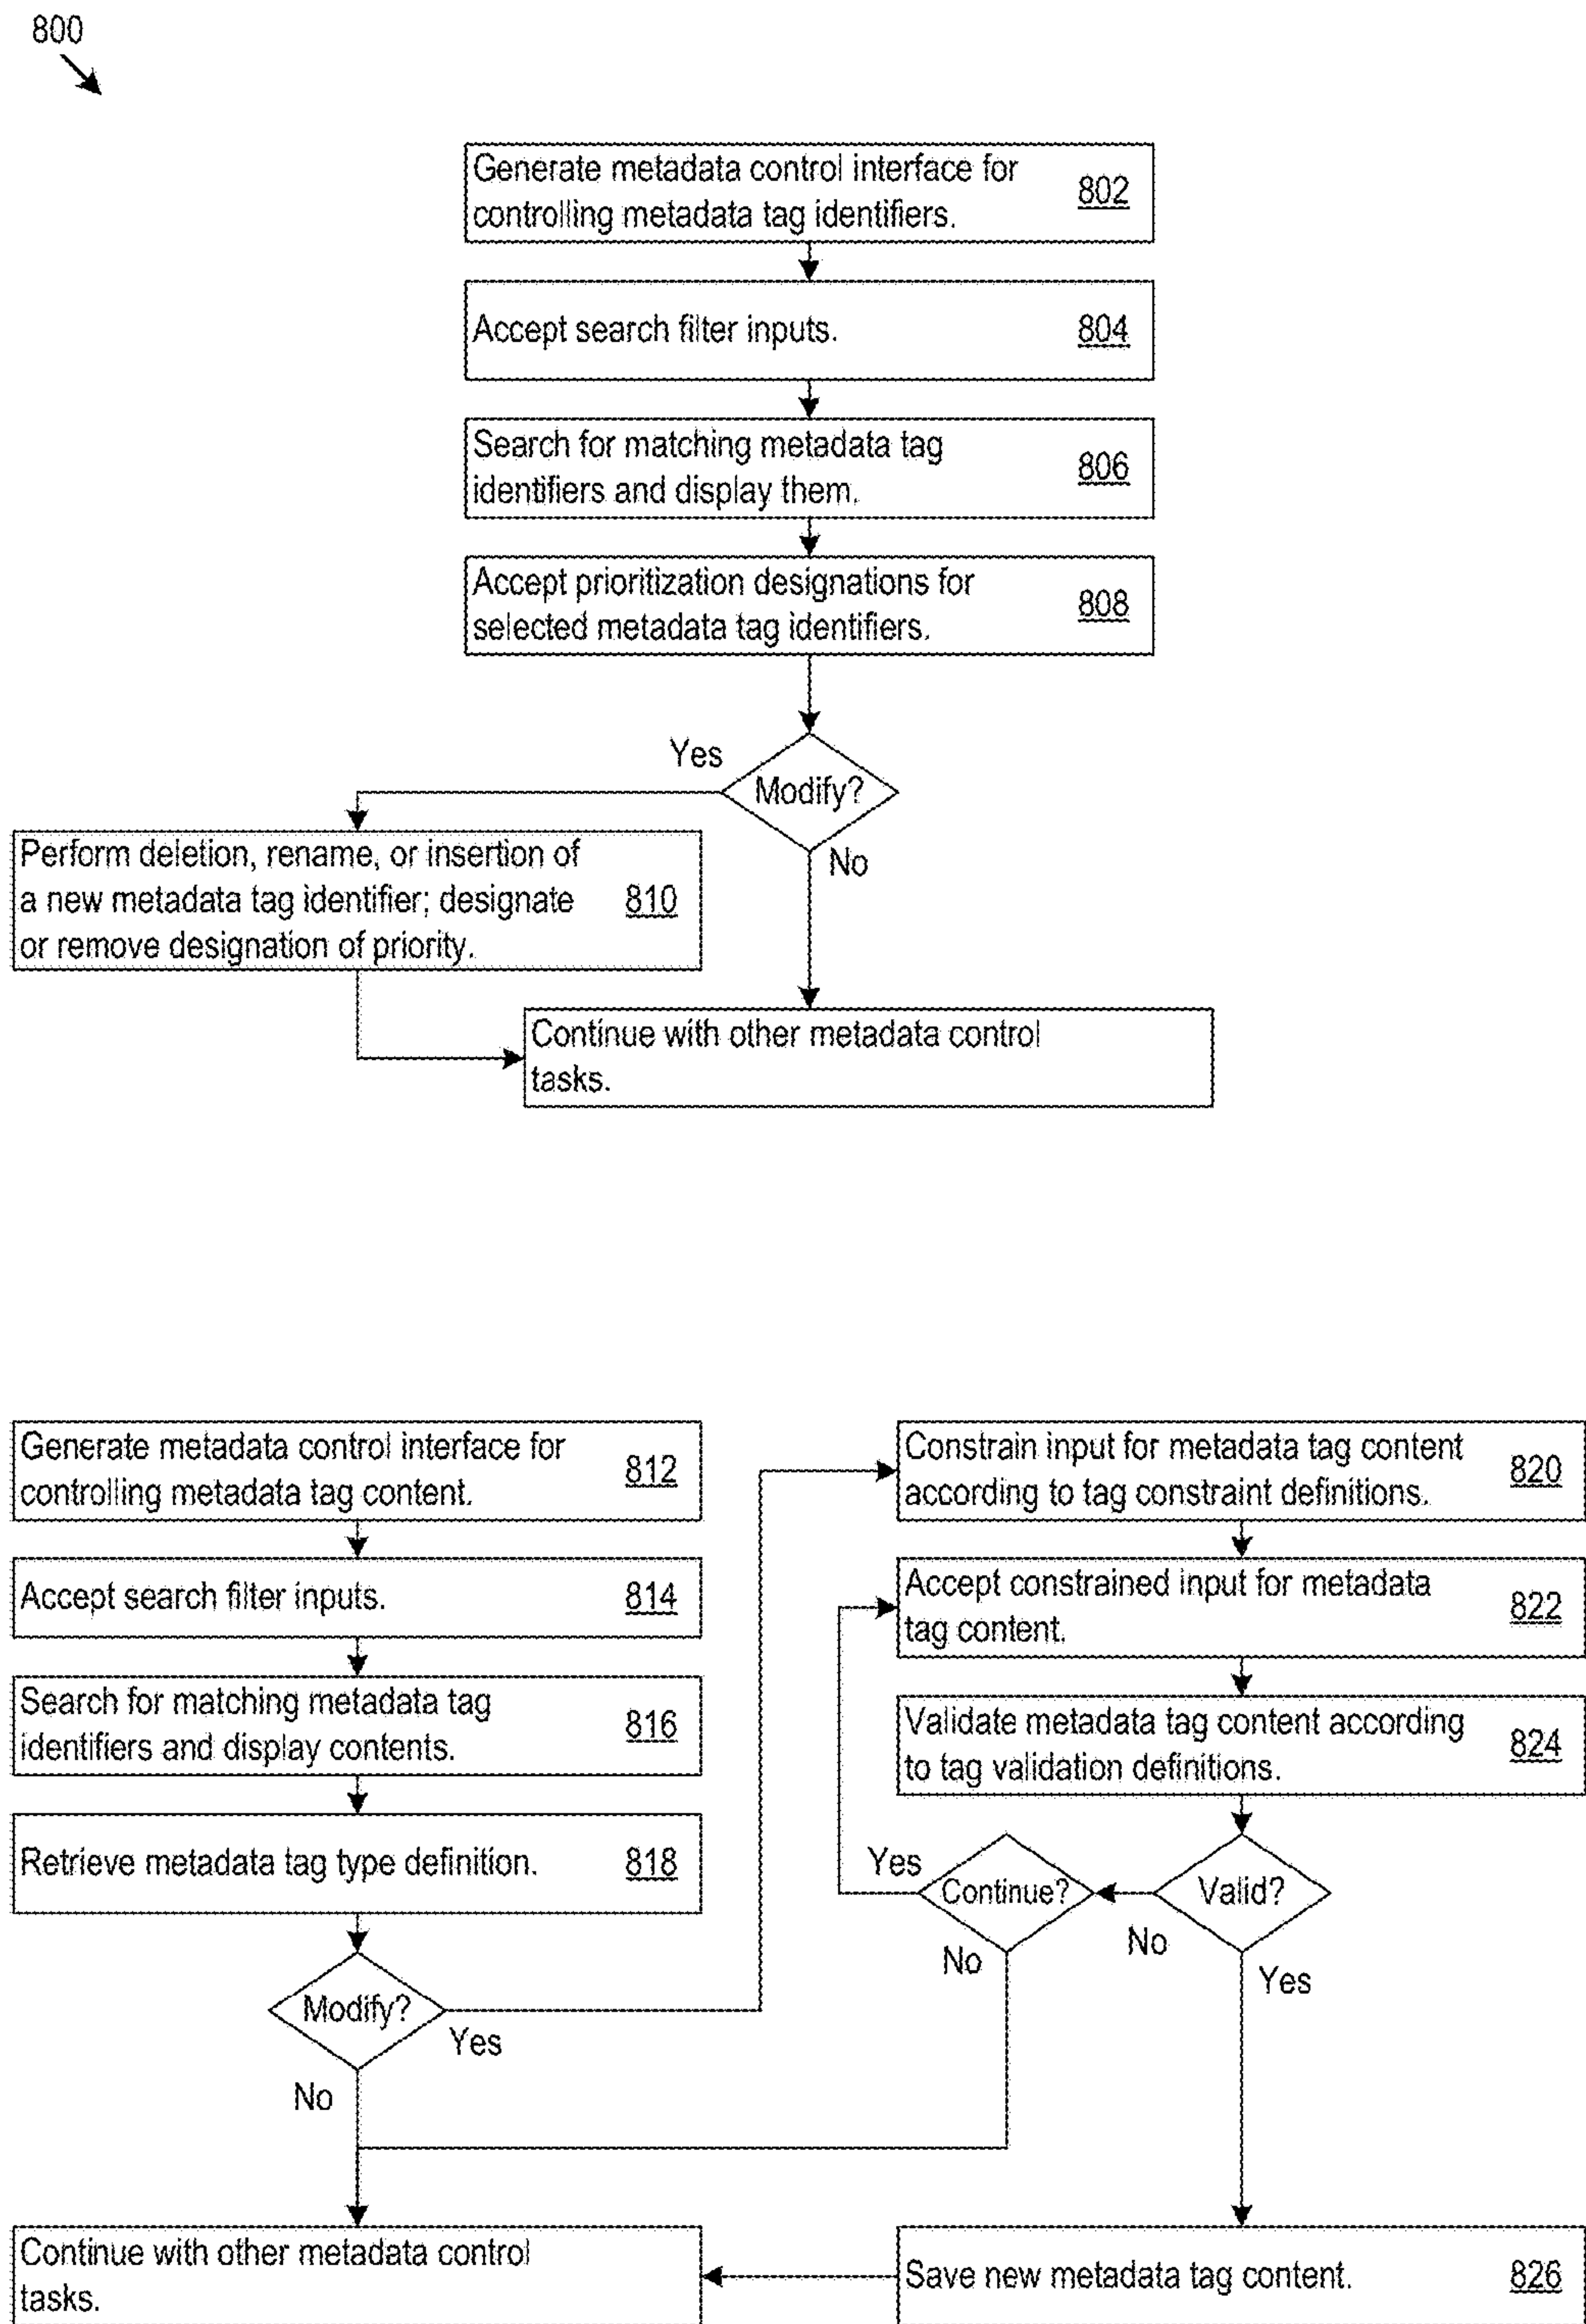 800
Generate metadata control interface for
controlling metadata tag identifiers.
802
Accept search filter inputs.
804
Search for matching metadata tag
identifiers and display them.
806
Accept prioritization designations for
selected metadata tag identifiers.
808
Yes
Modify?
No
Perform deletion, rename, or insertion of
a new metadata tag identifier; designate
or remove designation of priority.
810
Continue with other metadata control
tasks.
Generate metadata control interface for
controlling metadata tag content.
812
Accept search filter inputs.
814
Search for matching metadata tag
identifiers and display contents.
816
Retrieve metadata tag type definition.
818
Modify?
Yes
No
Continue with other metadata control
tasks.
Constrain input for metadata tag content
according to tag constraint definitions.
820
Accept constrained input for metadata
tag content.
822
Validate metadata tag content according
to tag validation definitions.
824
Yes
Continue?
No
Valid?
No
Yes
Save new metadata tag content.
826